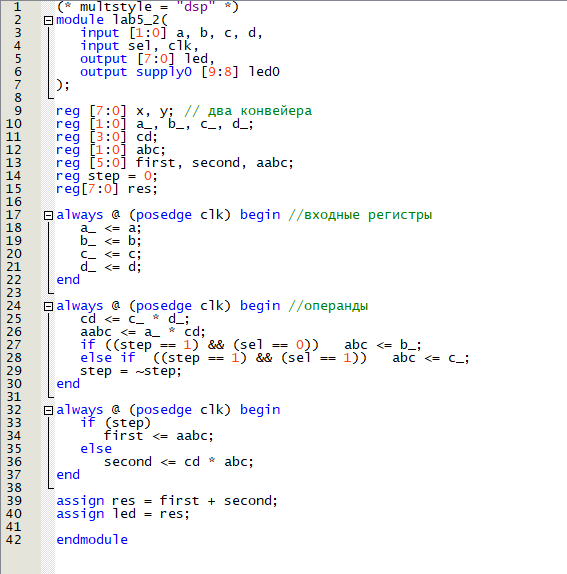 1 (* multstyle = "dsp" *)
2 module lab5_2(
3 input [1:0] a, b, c, d,
4 input sel, clk,
5 output [7:0] led,
6 output supply0 [9:8] led0
7 );
8
9 reg [7:0] x, y; // два конвейера
10 reg [1:0] a_, b_, c_, d_;
11 reg [3:0] cd;
12 reg [1:0] abc;
13 reg [5:0] first, second, aabc;
14 reg step = 0;
15 reg[7:0] res;
16
17 always @ (posedge clk) begin //входные регистры
18 a_ <= a;
19 b_ <= b;
20 c_ <= c;
21 d_ <= d;
22 end
23
24 always @ (posedge clk) begin //операнды
25 cd <= c_ * d_;
26 aabc <= a_ * cd;
27 if ((step == 1) && (sel == 0)) abc <= b_;
28 else if ((step == 1) && (sel == 1)) abc <= c_;
29 step = ~step;
30 end
31
32 always @ (posedge clk) begin
33 if (step)
34 first <= aabc;
35 else
36 second <= cd * abc;
37 end
38
39 assign res = first + second;
40 assign led = res;
41
42 endmodule